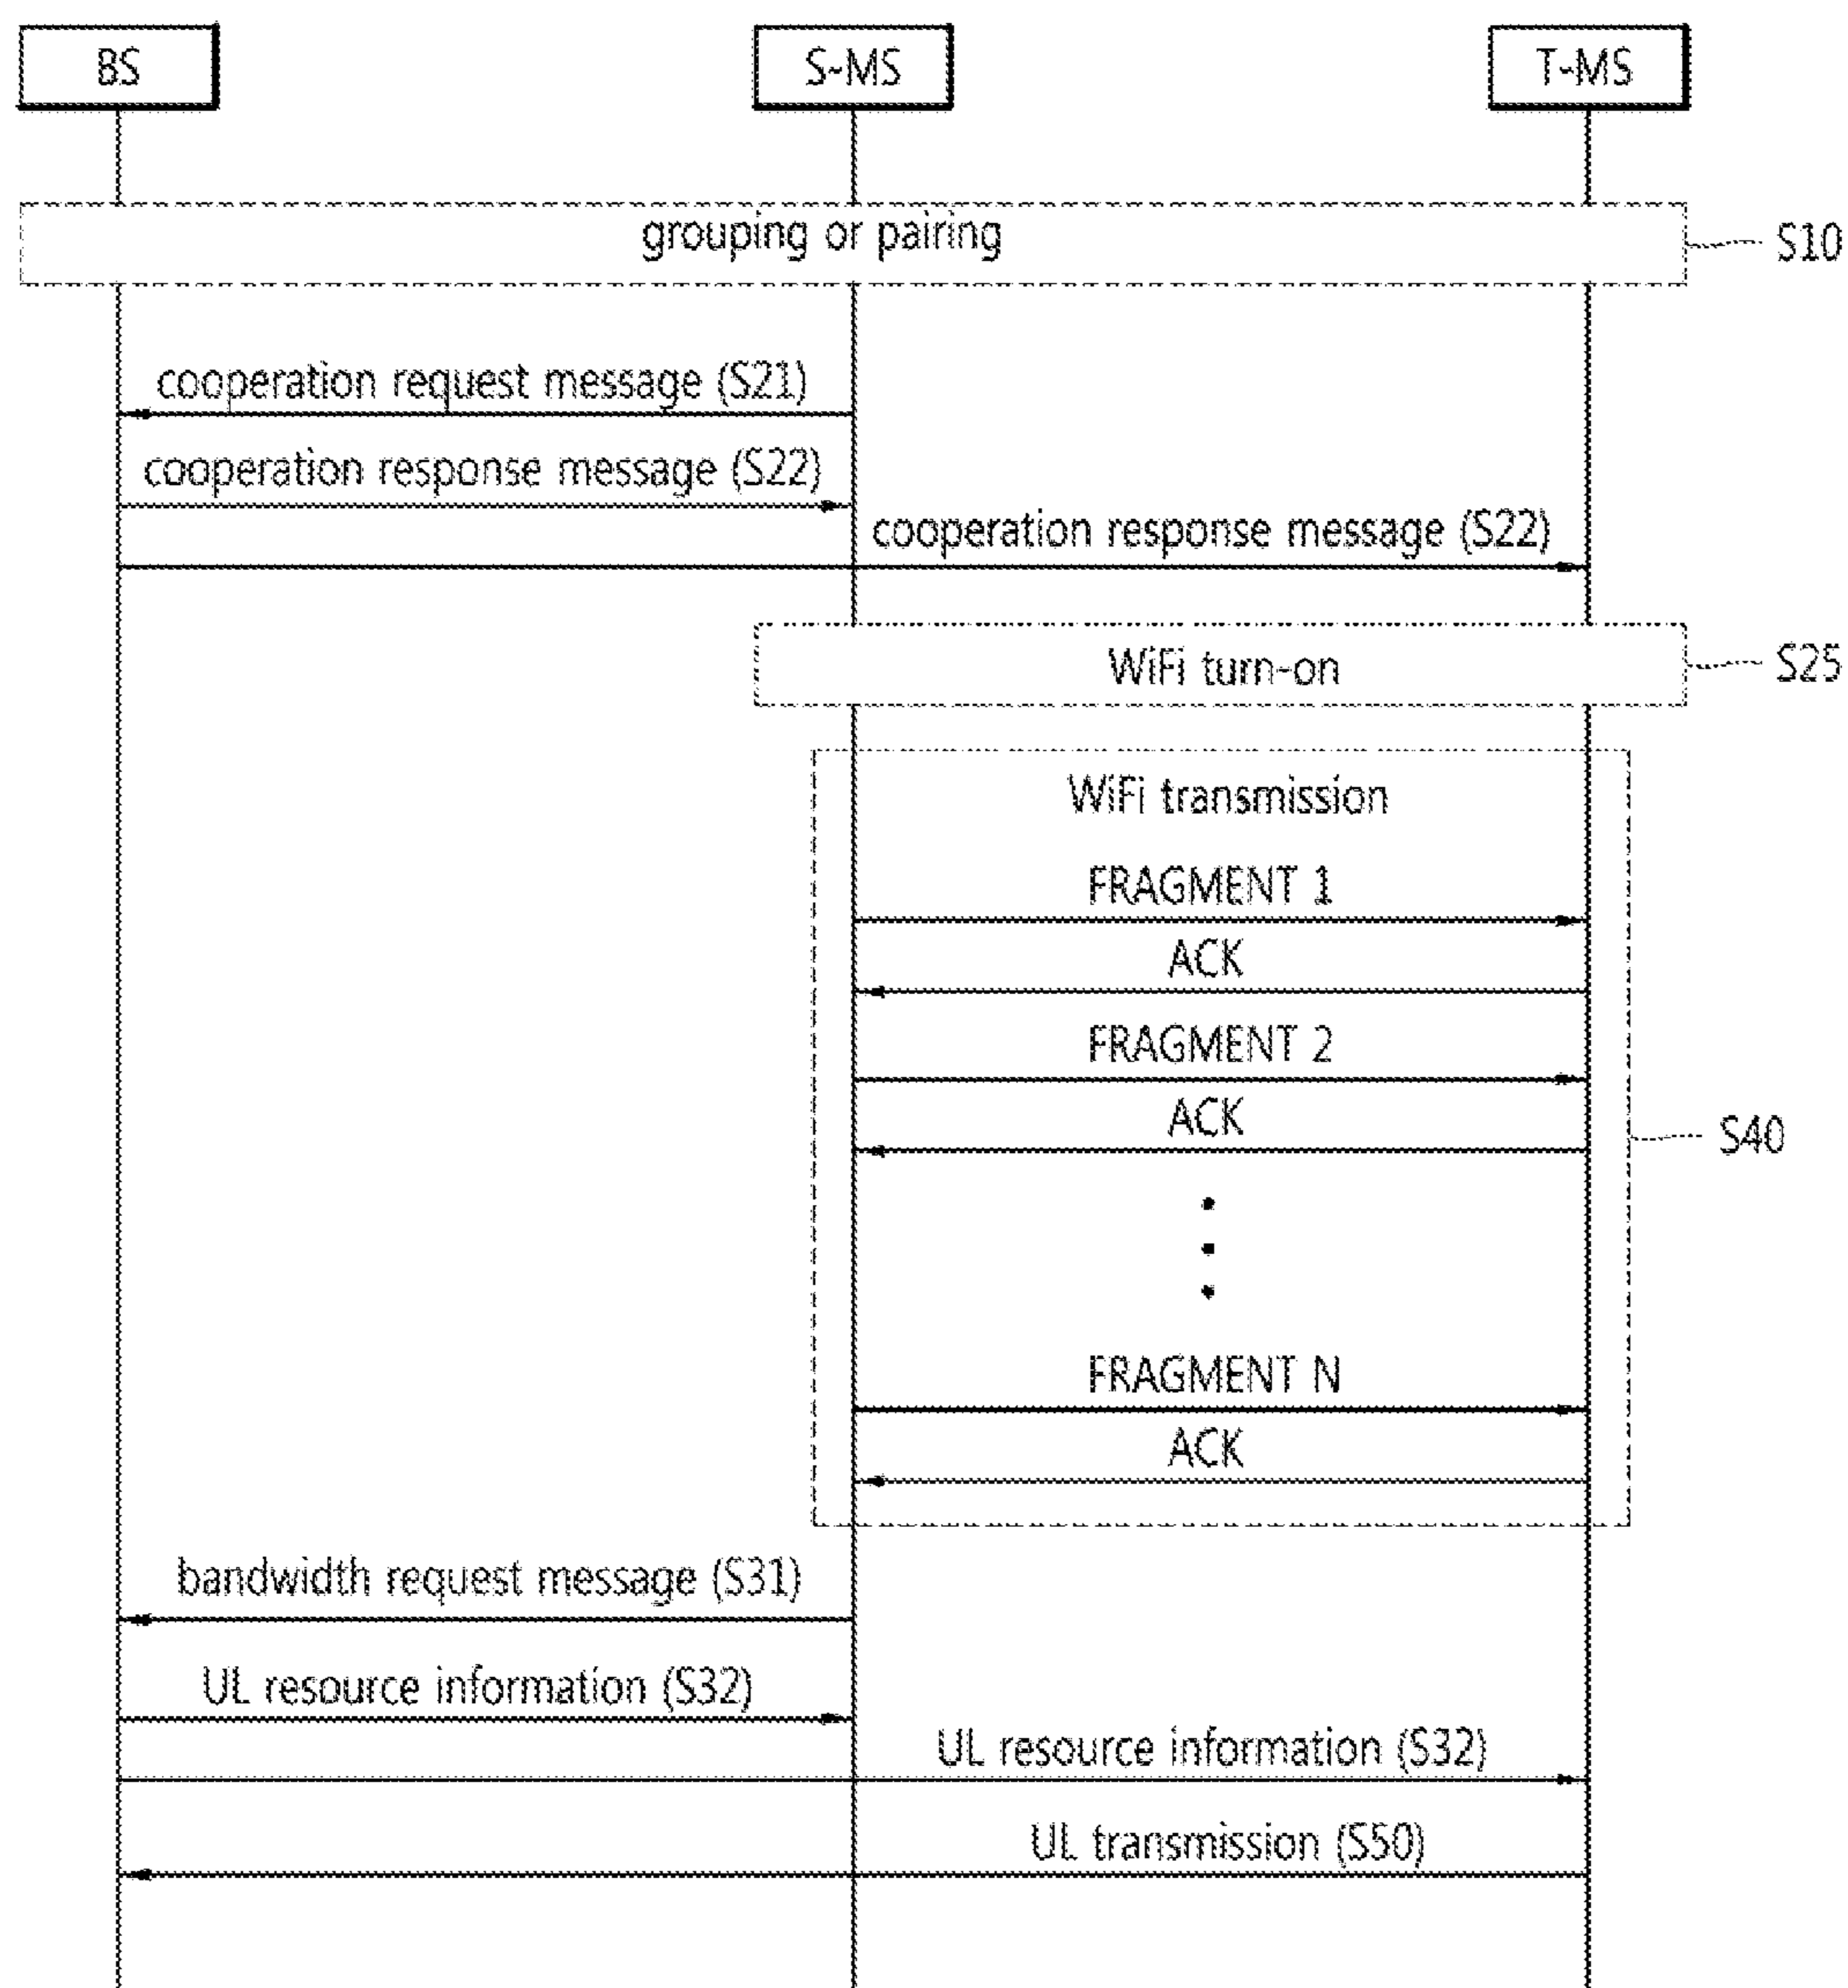 BS
S-MS
T-MS
grouping or pairing
S10
cooperation request message (S21)
cooperation response message (S22)
cooperation response message (S22)
WiFi turn-on
S25
WiFi transmission
FRAGMENT 1
ACK
FRAGMENT 2
ACK
S40
FRAGMENT N
ACK
bandwidth request message (S31)
UL resource information (S32)
UL resource information (S32)
UL transmission (S50)